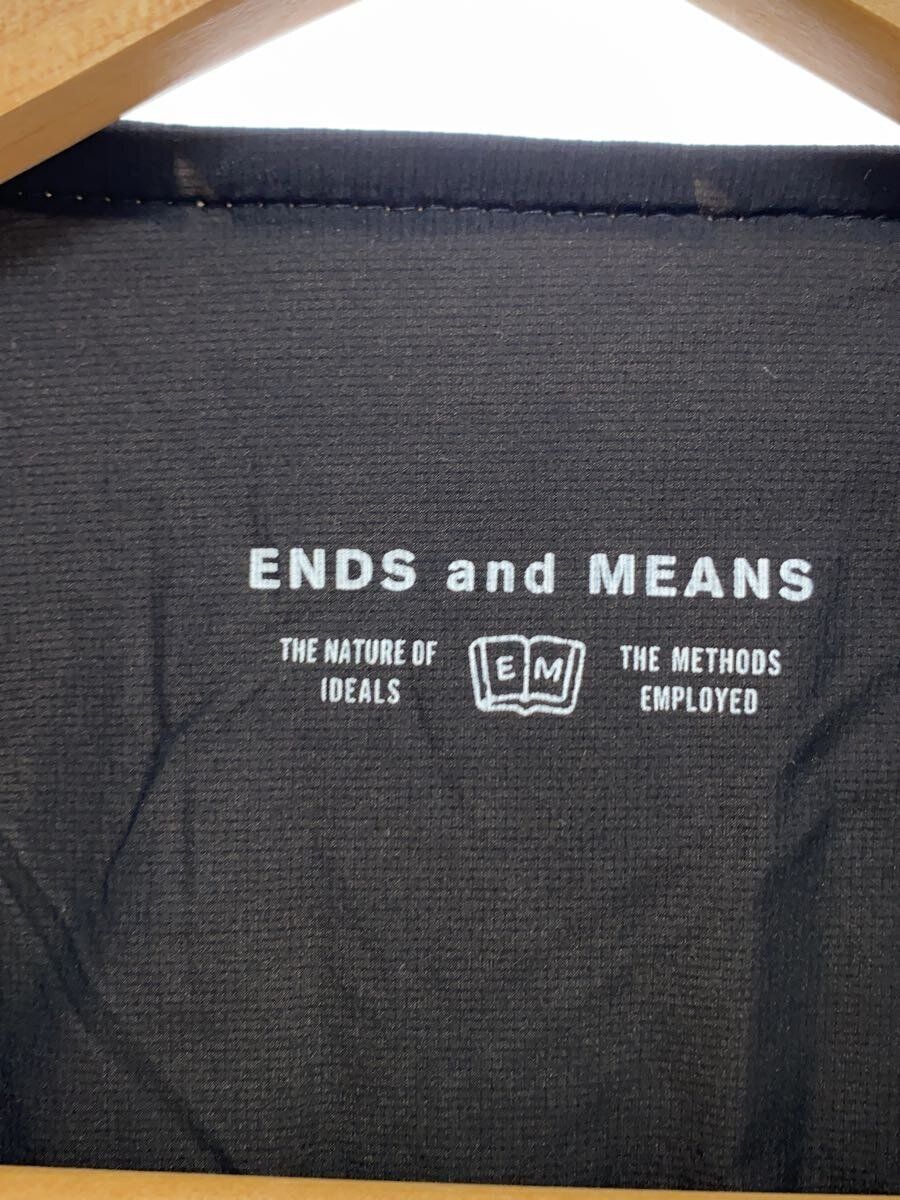 ENDS and MEANS
THE NATURE OF
IDEALS
E M
THE METHODS
EMPLOYED